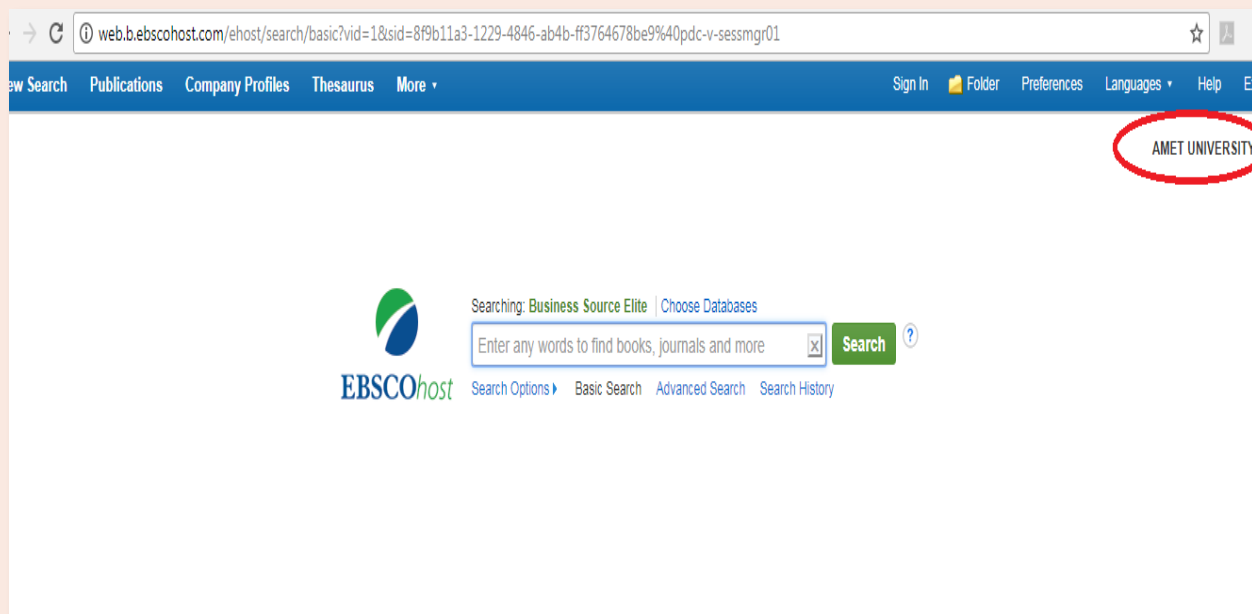 web.b.ebscohost.com/ehost/search/basic?vid=1&sid=8f9b11a3-1229-4846-ab4b-ff3764678be9%40pdc-v-sessmgr01
ew Search Publications Company Profiles Thesaurus More Sign In Folder Preferences Languages Help E
AMET UNIVERSITY
Searching: Business Source Elite | Choose Databases
Enter any words to find books, journals and more x Search ?
EBSCOhost Search Options Basic Search Advanced Search Search History